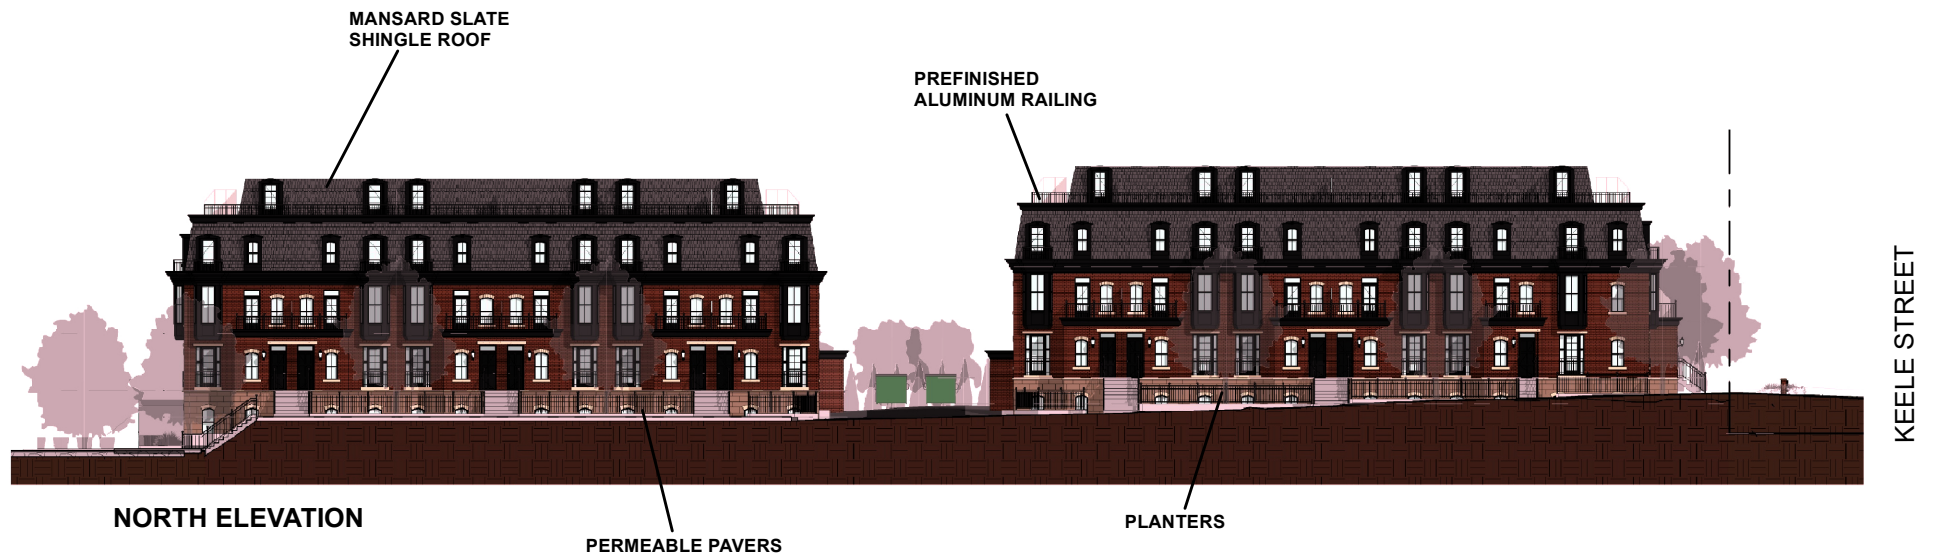 MANSARD SLATE
SHINGLE ROOF
PREFINISHED
ALUMINUM RAILING
KEELE STREET
NORTH ELEVATION
PLANTERS
PERMEABLE PAVERS